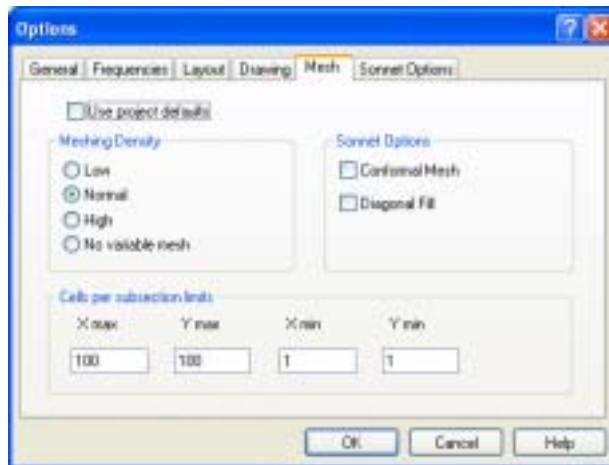 Options
General Frequencies Layout Drawing Mesh Sonnet Options
Use project defaults
Meshing Density
Low
Normal
High
No variable mesh
Sonnet Options
Conformal Mesh
Diagonal Fill
Cells per subsection limits
X max Y max X min Y min
100 100 1 1
OK Cancel Help